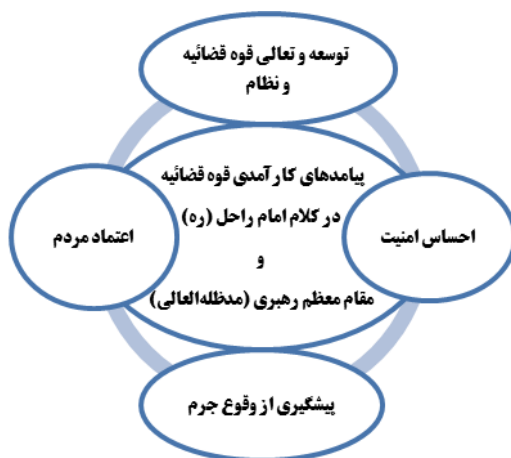 توسعه و تعالی قوه قضائیه
و نظام
پیامدهای کارآمدی قوه قضائیه
در کلام امام راحل (ره)
و
مقام معظم رهبری (مدظله‌العالی)
احساس امنیت
اعتماد مردم
پیشگیری از وقوع جرم